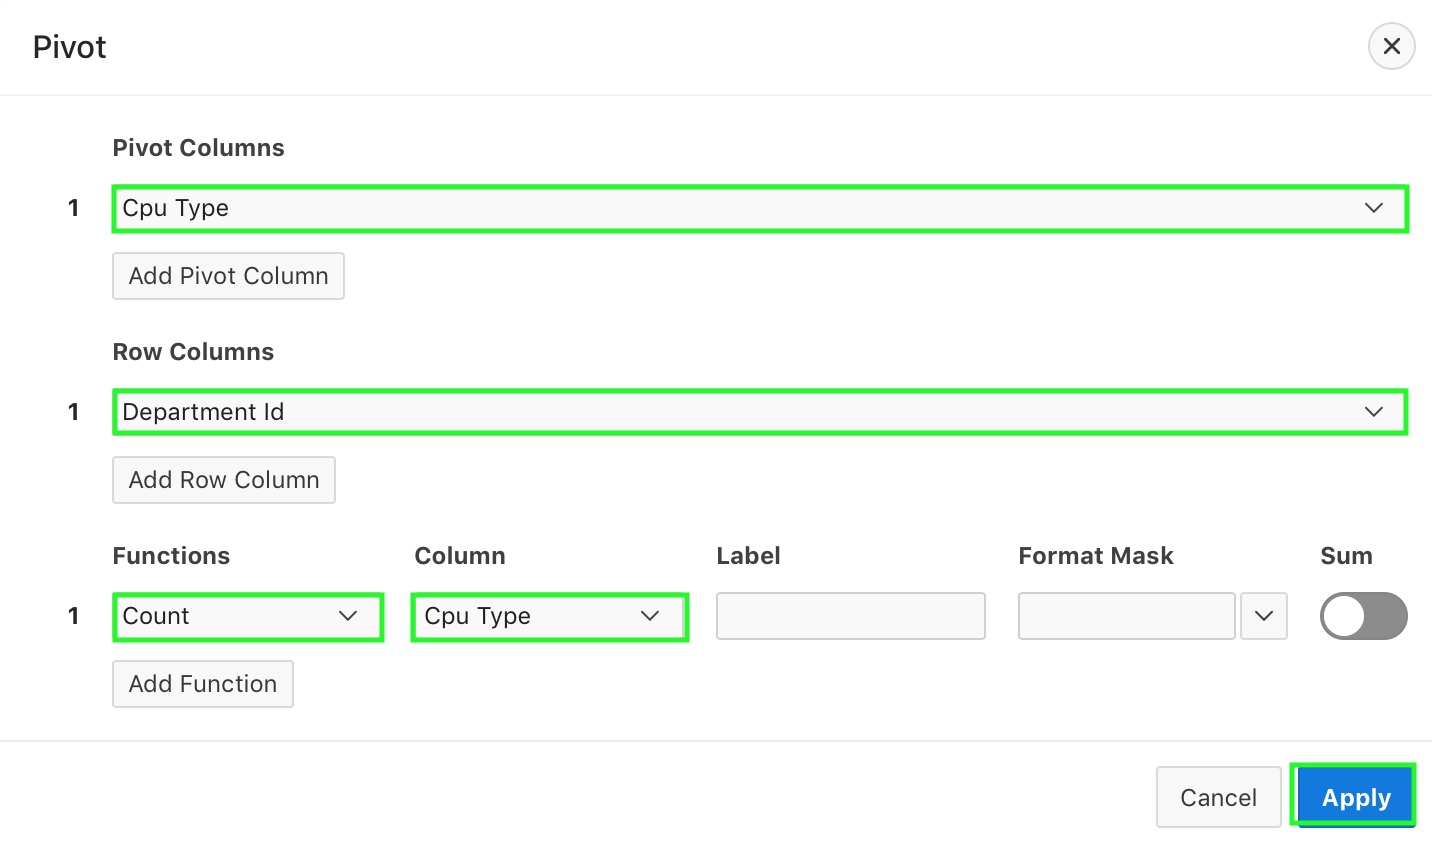 Pivot
Pivot Columns
1 Cpu Type
Add Pivot Column
Row Columns
1 Department Id
Add Row Column
Functions Column Label Format Mask Sum
1 Count Cpu Type
Add Function
Cancel Apply